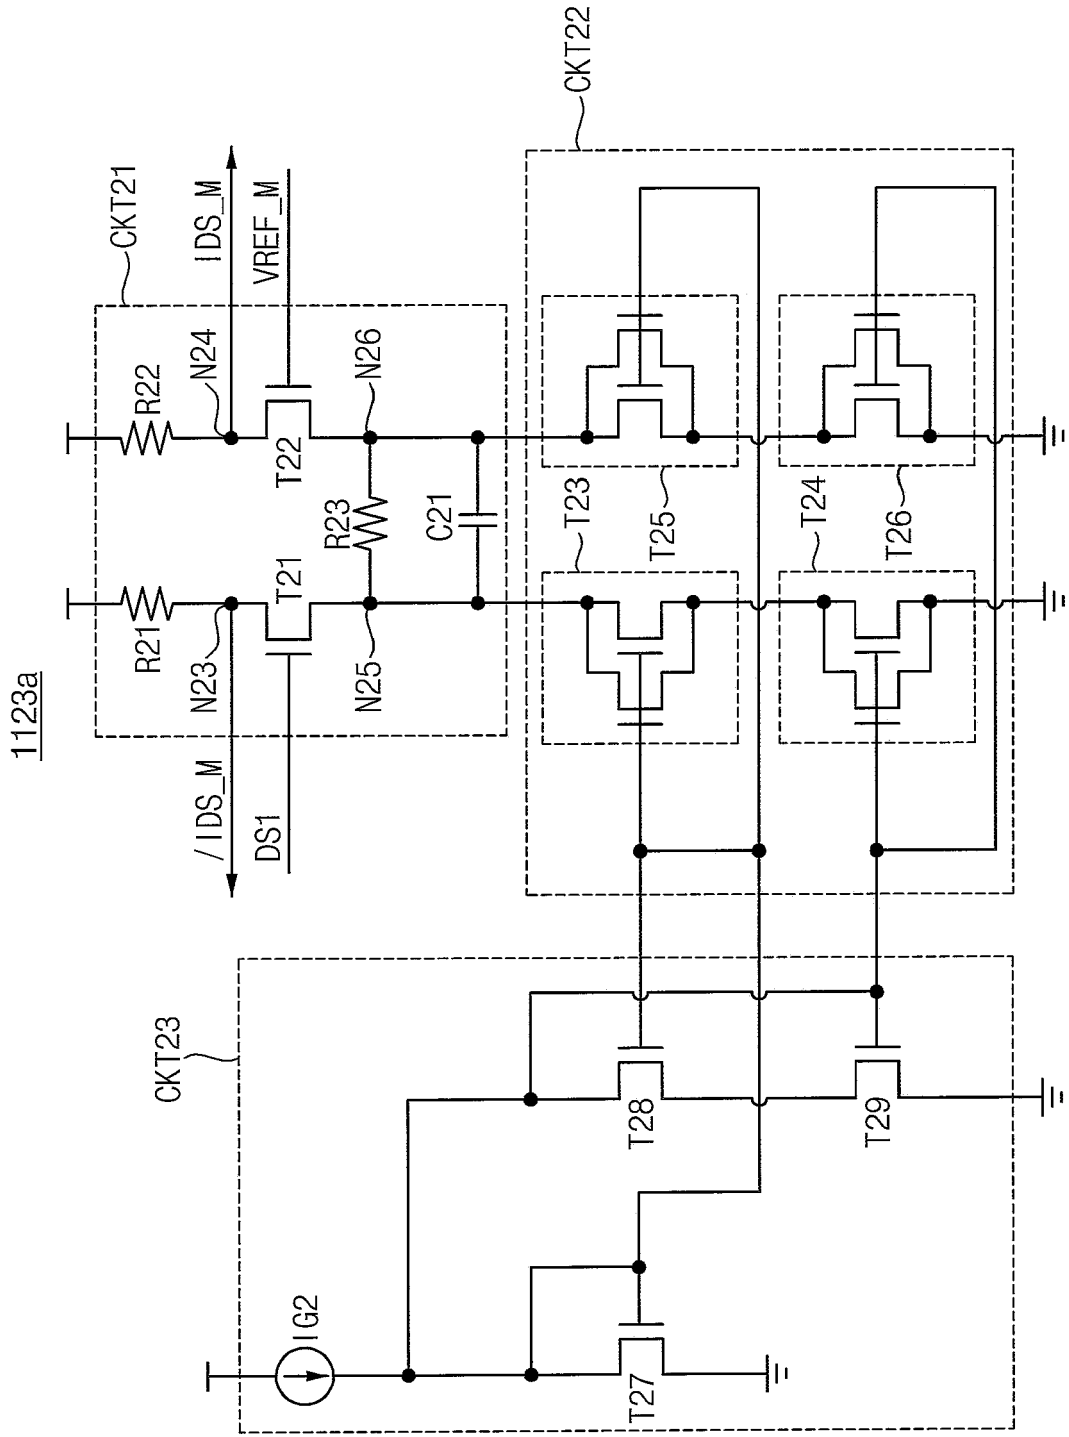 1123a
CKT21
R21
R22
N23
N24
/IDS_M
IDS_M
T21
T22
DS1
VREF_M
N25
R23
N26
C21
CKT22
T23
T25
T24
T26
CKT23
IG2
T27
T28
T29